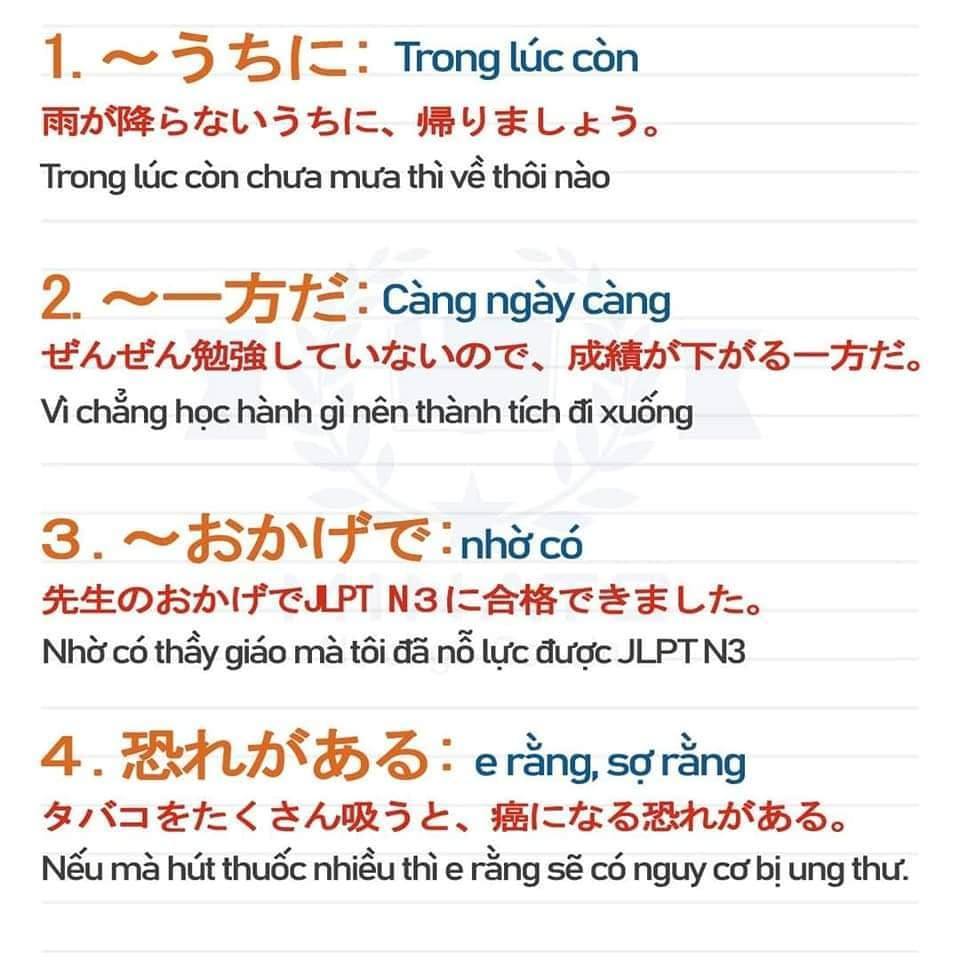 1. ～うちに: Trong lúc còn
雨が降らないうちに、帰りましょう。
Trong lúc còn chưa mưa thì về thôi nào
2. ～一方だ: Càng ngày càng
ぜんぜん勉強していないので、成績が下がる一方だ。
Vì chẳng học hành gì nên thành tích đi xuống
３. ～おかげで: nhờ có
先生のおかげでJLPT N３に合格できました。
Nhờ có thầy giáo mà tôi đã nỗ lực được JLPT N3
４. 恐れがある: e rằng, sợ rằng
タバコをたくさん吸うと、癌になる恐れがある。
Nếu mà hút thuốc nhiều thì e rằng sẽ có nguy cơ bị ung thư.